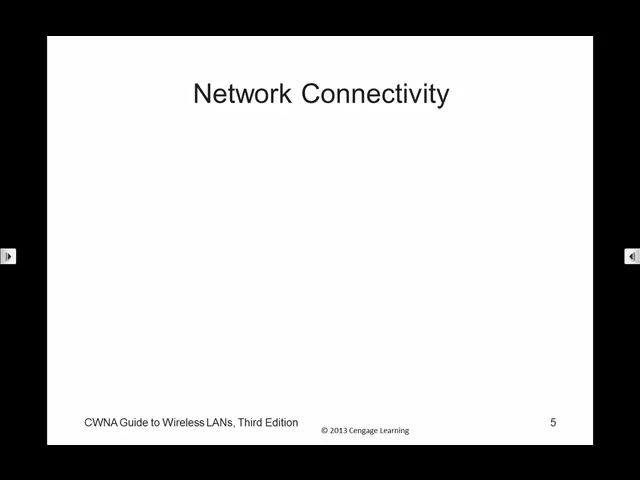 Network Connectivity
CWNA Guide to Wireless LANs, Third Edition
© 2013 Cengage Learning
5